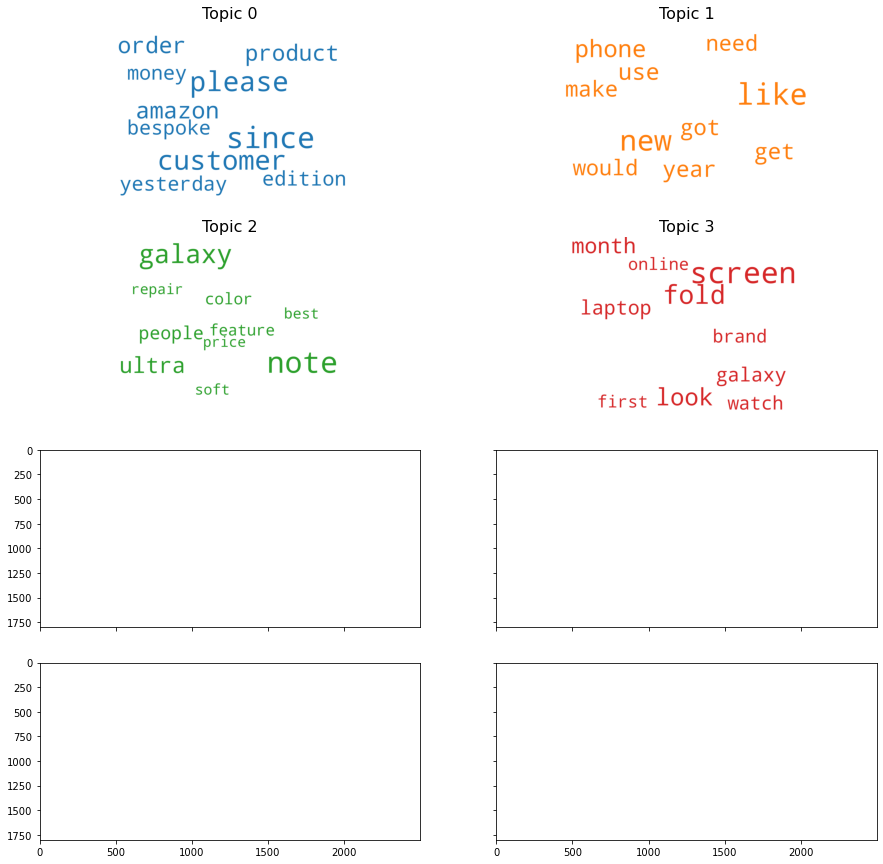 Topic 0
order
product
money
please
amazon
bespoke
since
customer
yesterday
edition
Topic 1
phone
need
use
make
like
got
new
get
would
year
Topic 2
galaxy
repair
color
best
people
feature
price
ultra
note
soft
Topic 3
month
online
screen
fold
laptop
brand
galaxy
first
look
watch
0
250
500
750
1000
1250
1500
1750
0
250
500
750
1000
1250
1500
1750
0 500 1000 1500 2000
0 500 1000 1500 2000